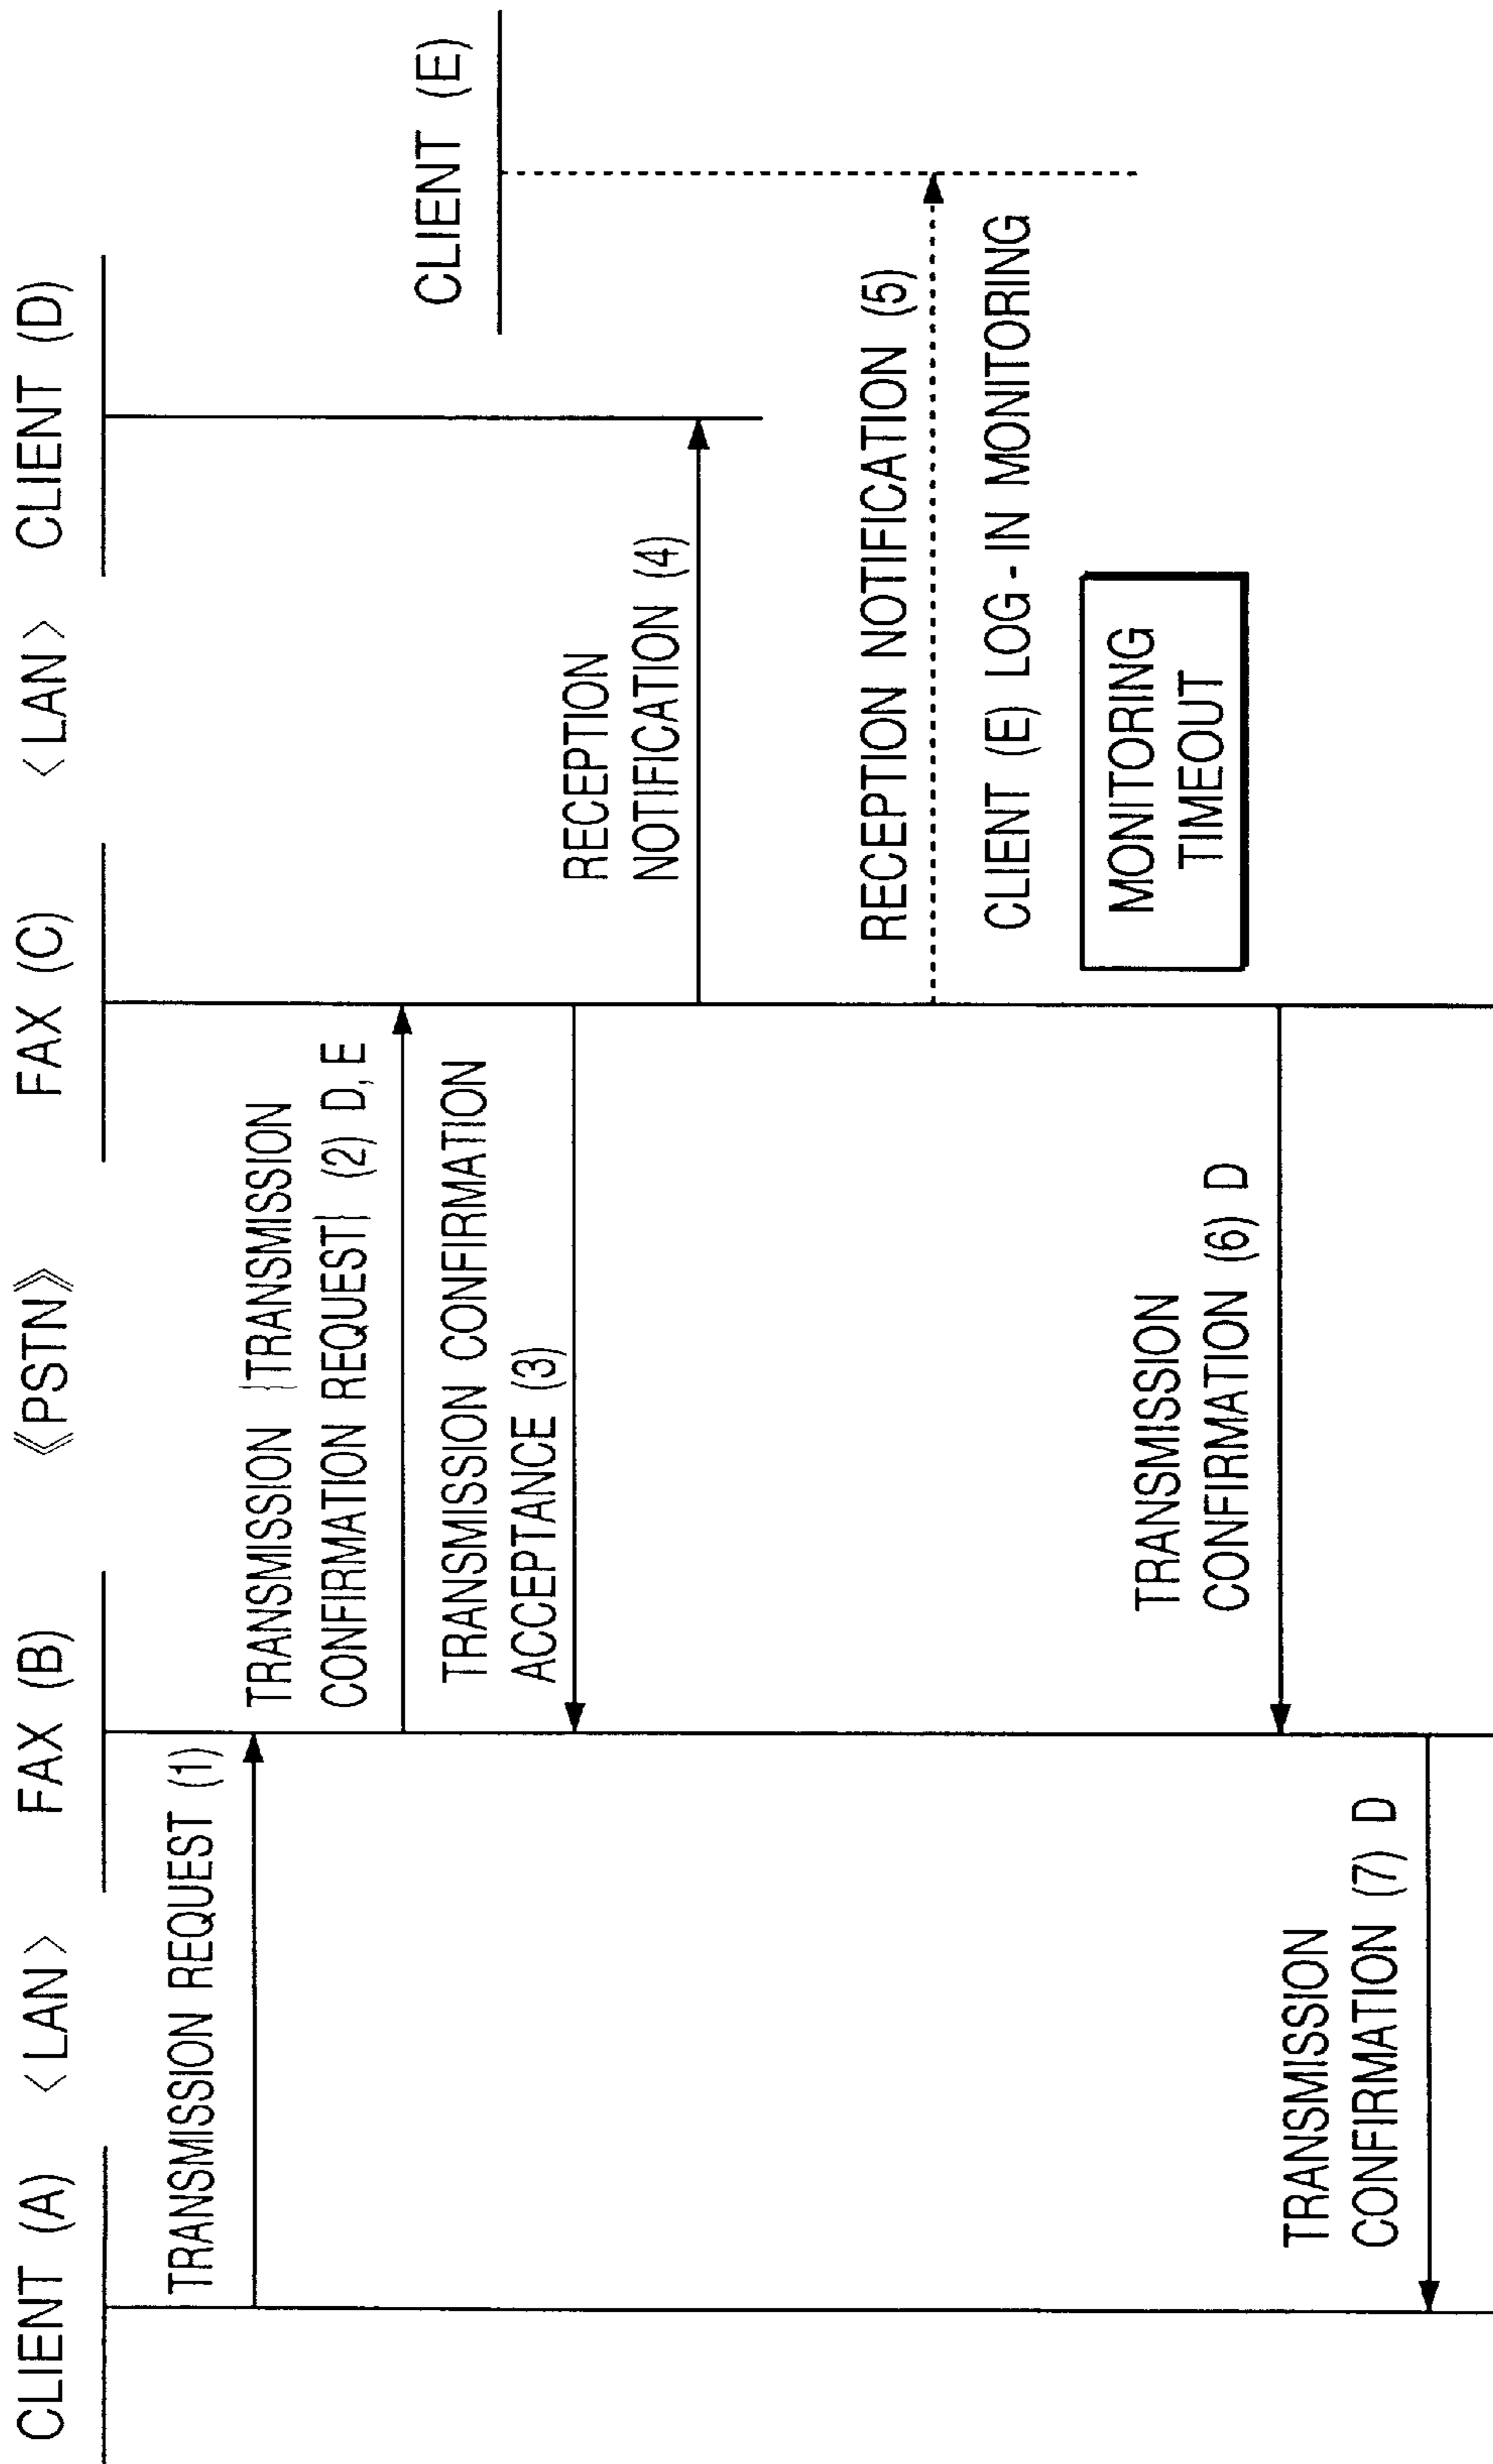 CLIENT (A) <LAN> FAX (B) 《PSTN》 FAX (C) <LAN> CLIENT (D)
CLIENT (E)
TRANSMISSION REQUEST (1)
TRANSMISSION {TRANSMISSION
CONFIRMATION REQUEST} (2) D, E
TRANSMISSION CONFIRMATION
ACCEPTANCE (3)
RECEPTION
NOTIFICATION (4)
RECEPTION NOTIFICATION (5)
CLIENT (E) LOG-IN MONITORING
MONITORING
TIMEOUT
TRANSMISSION
CONFIRMATION (6) D
TRANSMISSION
CONFIRMATION (7) D